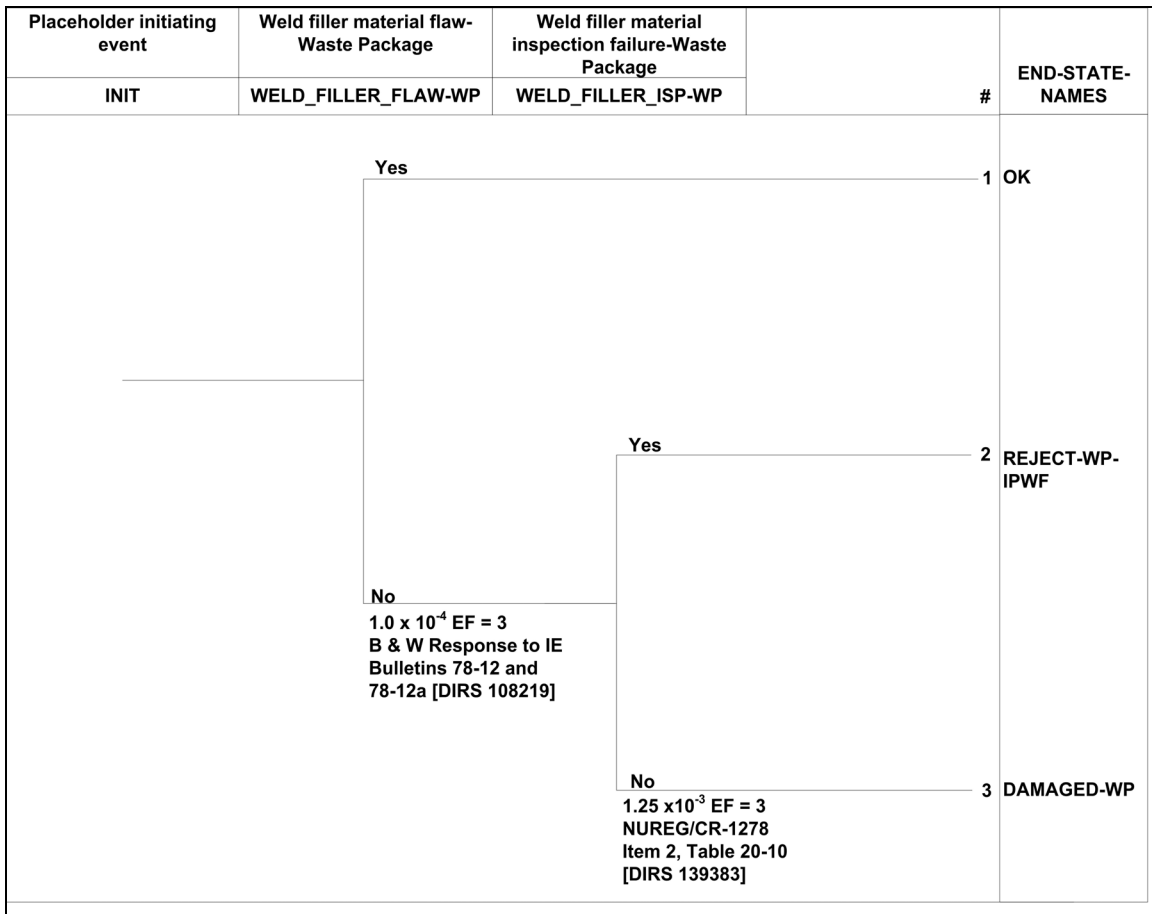 Placeholder initiating
event
Weld filler material flaw-
Waste Package
Weld filler material
inspection failure-Waste
Package
END-STATE-
NAMES
INIT
WELD_FILLER_FLAW-WP
WELD_FILLER_ISP-WP
#
Yes
1 OK
Yes
2 REJECT-WP-
IPWF
No
1.0 x 10⁻⁴ EF = 3
B & W Response to IE
Bulletins 78-12 and
78-12a [DIRS 108219]
No
1.25 x10⁻³ EF = 3
NUREG/CR-1278
Item 2, Table 20-10
[DIRS 139383]
3 DAMAGED-WP